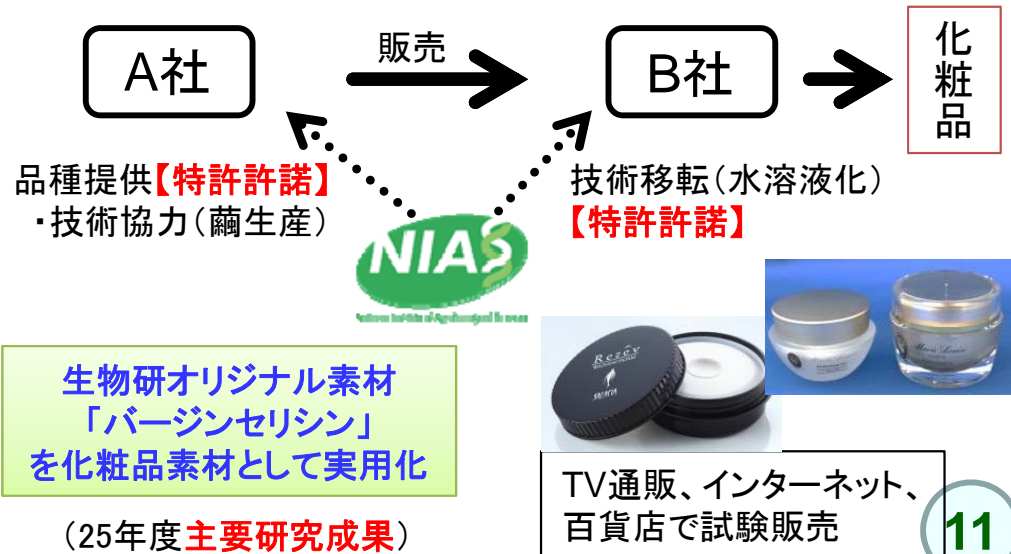 A社
販売
B社
化粧品
品種提供【特許許諾】
・技術協力（繭生産）
技術移転（水溶液化）
【特許許諾】
NIAS
Rezēv
生物研オリジナル素材
「バージンセリシン」
を化粧品素材として実用化
（25年度主要研究成果）
TV通販、インターネット、
百貨店で試験販売
11